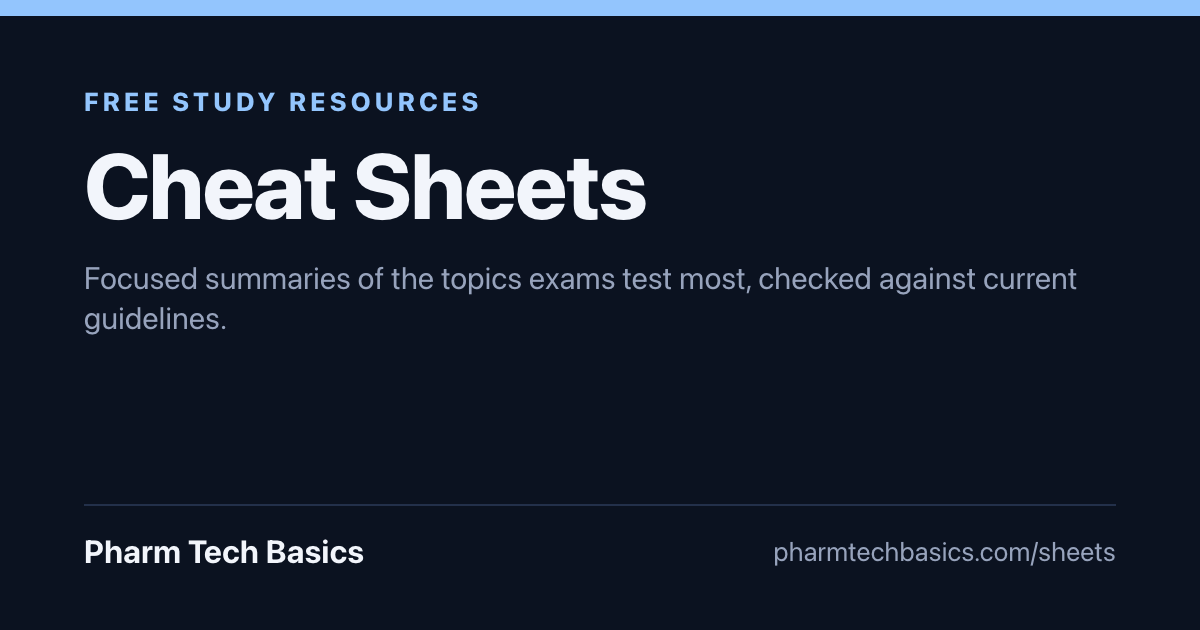 FREE STUDY RESOURCES
Cheat Sheets
Focused summaries of the topics exams test most, checked against current
guidelines.
Pharm Tech Basics
pharmtechbasics.com/sheets